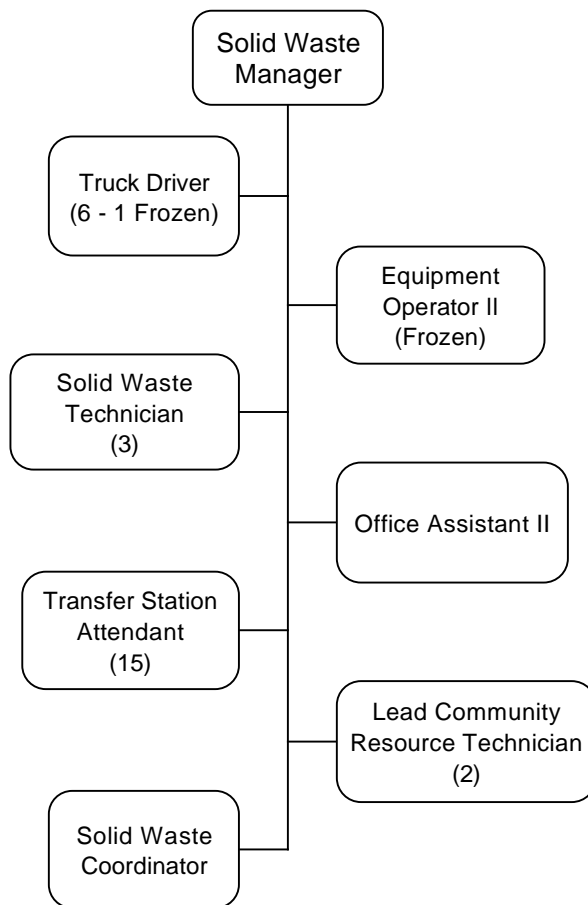 Solid Waste
Manager
Truck Driver
(6 - 1 Frozen)
Equipment
Operator II
(Frozen)
Solid Waste
Technician
(3)
Office Assistant II
Transfer Station
Attendant
(15)
Lead Community
Resource Technician
(2)
Solid Waste
Coordinator